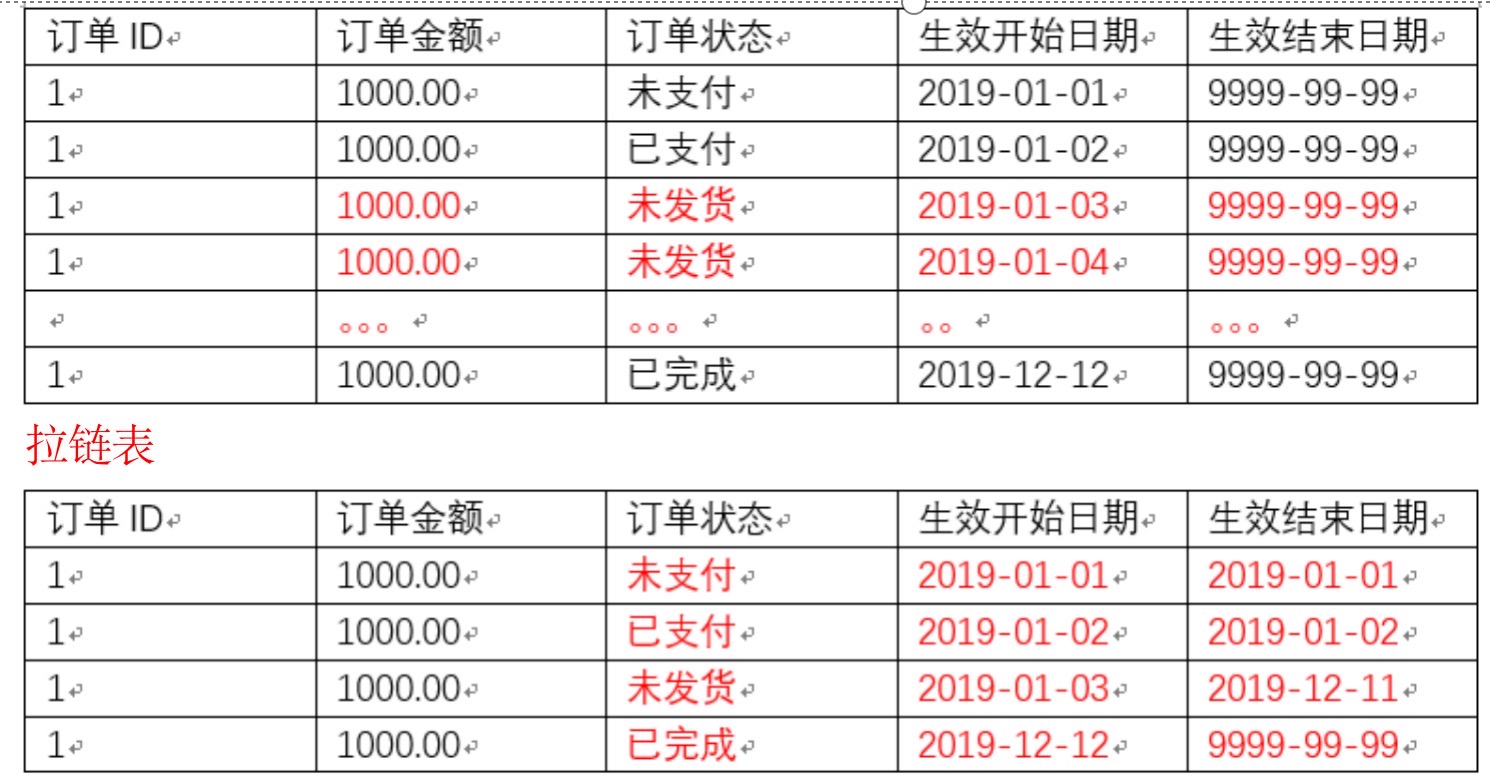 订单 ID 订单金额 订单状态 生效开始日期 生效结束日期
1 1000.00 未支付 2019-01-01 9999-99-99
1 1000.00 已支付 2019-01-02 9999-99-99
1 1000.00 未发货 2019-01-03 9999-99-99
1 1000.00 未发货 2019-01-04 9999-99-99
。。。 。。。 。。 。。。
1 1000.00 已完成 2019-12-12 9999-99-99
拉链表
订单 ID 订单金额 订单状态 生效开始日期 生效结束日期
1 1000.00 未支付 2019-01-01 2019-01-01
1 1000.00 已支付 2019-01-02 2019-01-02
1 1000.00 未发货 2019-01-03 2019-12-11
1 1000.00 已完成 2019-12-12 9999-99-99